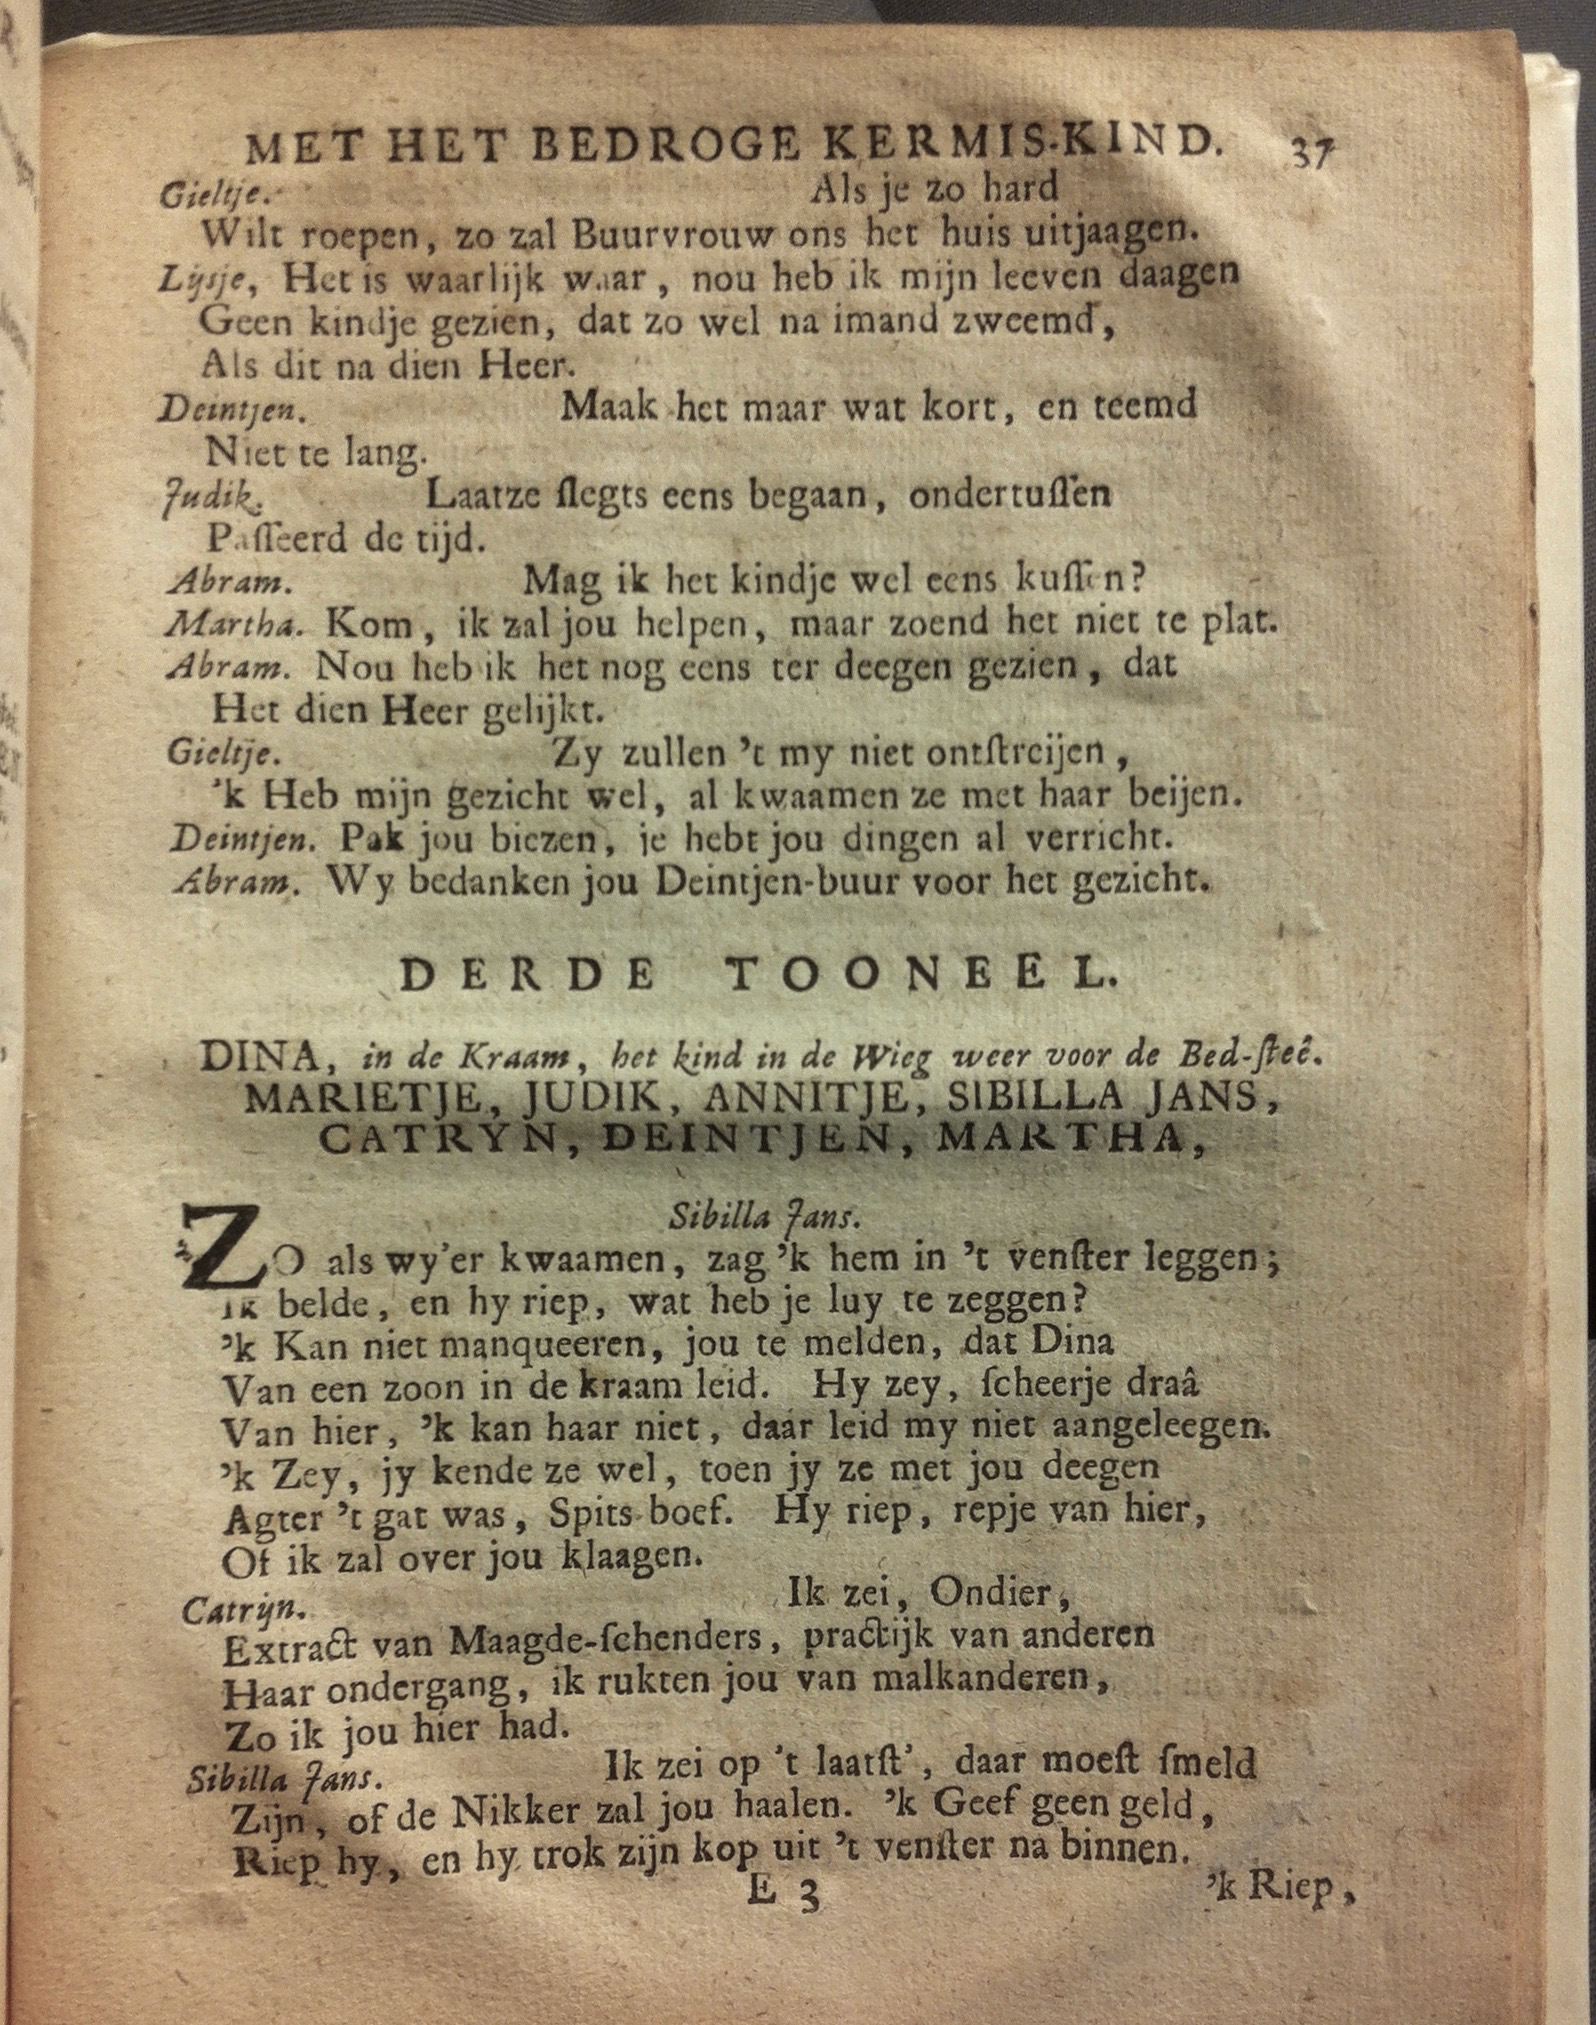 MET HET BEDROGE KERMIS-KIND. 37
Gieltje. Als je zo hard
Wilt roepen, zo zal Buurvrouw ons het huis uitjaagen.
Lijsje, Het is waarlijk waar, nou heb ik mijn leeven daagen
Geen kindje gezien, dat zo wel na imand zweemd,
Als dit na dien Heer.
Deintjen. Maak het maar wat kort, en teemd
Niet te lang.
Judik. Laatze ſlegts eens begaan, ondertuſſen
Paſſeerd de tijd.
Abram. Mag ik het kindje wel eens kuſſen?
Martha. Kom, ik zal jou helpen, maar zoend het niet te plat.
Abram. Nou heb ik het nog eens ter deegen gezien, dat
Het dien Heer gelijkt.
Gieltje. Zy zullen 't my niet ontſtreijen,
'k Heb mijn gezicht wel, al kwaamen ze met haar beijen.
Deintjen. Pak jou biezen, je hebt jou dingen al verricht.
Abram. Wy bedanken jou Deintjen-buur voor het gezicht.
DERDE TOONEEL.
DINA, in de Kraam, het kind in de Wieg weer voor de Bed-ſteê.
MARIETJE, JUDIK, ANNITJE, SIBILLA JANS,
CATRYN, DEINTJEN, MARTHA,
Sibilla Jans.
ZO als wy'er kwaamen, zag 'k hem in 't venſter leggen;
Ik belde, en hy riep, wat heb je luy te zeggen?
'k Kan niet manqueeren, jou te melden, dat Dina
Van een zoon in de kraam leid. Hy zey, ſcheerje draâ
Van hier, 'k kan haar niet, daar leid my niet aangeleegen.
'k Zey, jy kende ze wel, toen jy ze met jou deegen
Agter 't gat was, Spits-boef. Hy riep, repje van hier,
Of ik zal over jou klaagen.
Catrijn. Ik zei, Ondier,
Extract van Maagde-ſchenders, practijk van anderen
Haar ondergang, ik rukten jou van malkanderen,
Zo ik jou hier had.
Sibilla Jans. Ik zei op 't laatſt', daar moeſt ſmeld
Zijn, of de Nikker zal jou haalen. 'k Geef geen geld,
Riep hy, en hy trok zijn kop uit 't venſter na binnen.
E 3 'k Riep,